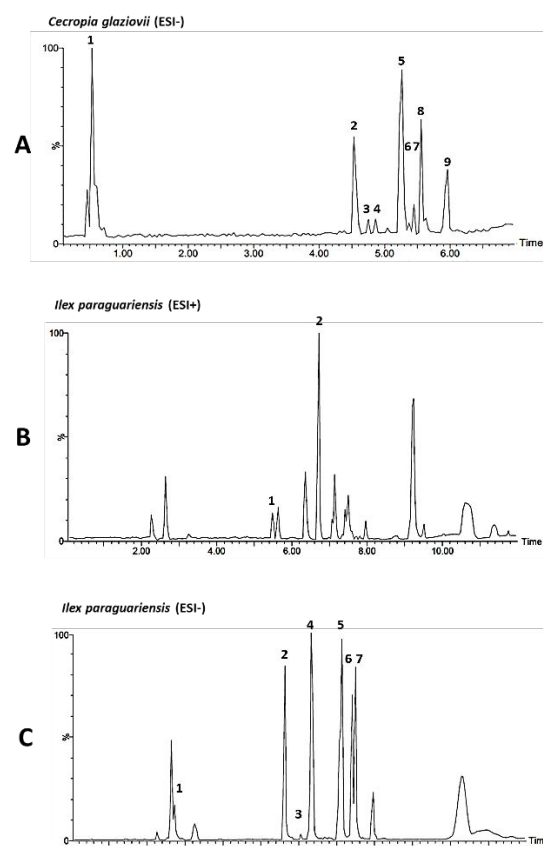 Cecropia glaziovii (ESI-)
100
1
5
2
8
6 7
9
3 4
A
%
0
1.00 2.00 3.00 4.00 5.00 6.00
Time
Ilex paraguariensis (ESI+)
2
100
B
%
1
0
2.00 4.00 6.00 8.00 10.00
Time
Ilex paraguariensis (ESI-)
4 5
100
2
6 7
C
%
1
3
0
Time